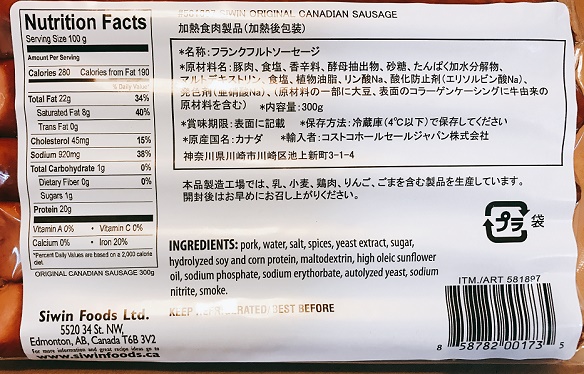 Nutrition Facts
Serving Size 100 g
Amount Per Serving
Calories 280 Calories from Fat 190
% Daily Value*
Total Fat 22g 34%
Saturated Fat 8g 40%
Trans Fat 0g
Cholesterol 45mg 15%
Sodium 920mg 38%
Total Carbohydrate 1g 0%
Dietary Fiber 0g 0%
Sugars 1g
Protein 20g
Vitamin A 0% • Vitamin C 0%
Calcium 0% • Iron 20%
*Percent Daily Values are based on a 2,000 calorie diet.
ORIGINAL CANADIAN SAUSAGE 300g
Siwin Foods Ltd.
5520 34 St. NW,
Edmonton, AB, Canada T6B 3V2
For more information and great recipe ideas go to
www.siwinfoods.ca
#581897 SIWIN ORIGINAL CANADIAN SAUSAGE
加熱食肉製品（加熱後包装）
*名称：フランクフルトソーセージ
*原材料名：豚肉、食塩、香辛料、酵母抽出物、砂糖、たんぱく加水分解物、
マルトデキストリン、食塩、植物油脂、リン酸Na、酸化防止剤（エリソルビン酸Na）、
発色剤（亜硝酸Na）、（原材料の一部に大豆、表面のコラーゲンケーシングに牛由来の
原材料を含む） *内容量：300g
*賞味期限：表面に記載 *保存方法：冷蔵庫（4℃以下）で保存してください
*原産国名：カナダ *輸入者：コストコホールセールジャパン株式会社
神奈川県川崎市川崎区池上新町3-1-4
本品製造工場では、乳、小麦、鶏肉、りんご、ごまを含む製品を生産しています。
開封後はお早めにお召し上がりください。
プラ 袋
INGREDIENTS: pork, water, salt, spices, yeast extract, sugar,
hydrolyzed soy and corn protein, maltodextrin, high oleic sunflower
oil, sodium phosphate, sodium erythorbate, autolyzed yeast, sodium
nitrite, smoke.
KEEP BEST BEFORE
ITM./ART 581897
8 58782 00173 5